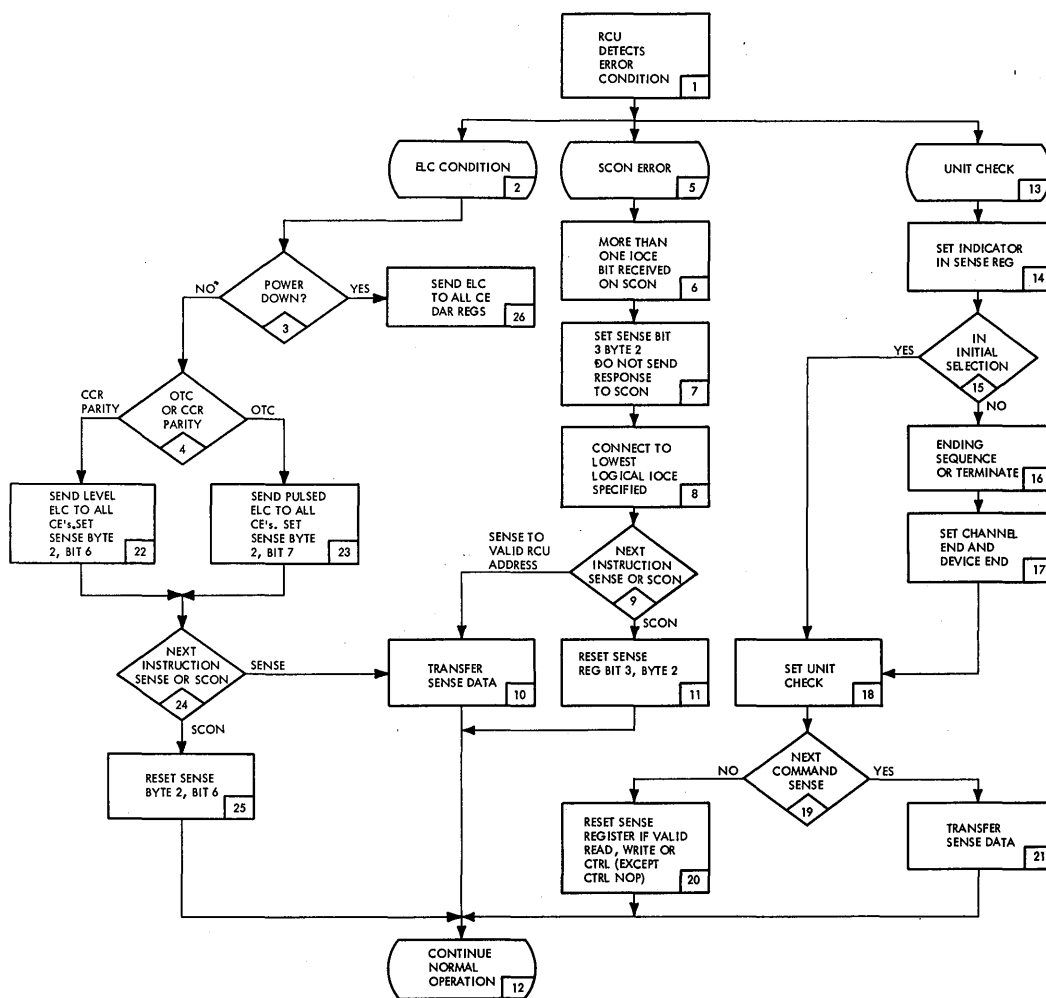 RCU
DETECTS
ERROR
CONDITION
1
ELC CONDITION
2
SCON ERROR
5
UNIT CHECK
13
MORE THAN
ONE IOCE
BIT RECEIVED
ON SCON
6
SET INDICATOR
IN SENSE REG
14
POWER
DOWN?
3
NO*
YES
SEND ELC
TO ALL CE
DAR REGS
26
SET SENSE BIT
3 BYTE 2
DO NOT SEND
RESPONSE
TO SCON
7
IN
INITIAL
SELECTION
15
YES
NO
OTC
OR CCR
PARITY
4
CCR
PARITY
OTC
CONNECT TO
LOWEST
LOGICAL IOCE
SPECIFIED
8
ENDING
SEQUENCE
OR TERMINATE
16
SEND LEVEL
ELC TO ALL
CE's.SET
SENSE BYTE
2, BIT 6
22
SEND PULSED
ELC TO ALL
CE's. SET
SENSE BYTE
2, BIT 7
23
SENSE TO
VALID RCU
ADDRESS
NEXT
INSTRUCTION
SENSE OR SCON
9
SCON
SET CHANNEL
END AND
DEVICE END
17
NEXT
INSTRUCTION
SENSE OR SCON
24
SENSE
SCON
TRANSFER
SENSE DATA
10
RESET SENSE
REG BIT 3, BYTE 2
11
SET UNIT
CHECK
18
RESET SENSE
BYTE 2, BIT 6
25
NEXT
COMMAND
SENSE
19
NO
YES
RESET SENSE
REGISTER IF VALID
READ, WRITE OR
CTRL (EXCEPT
CTRL NOP)
20
TRANSFER
SENSE DATA
21
CONTINUE
NORMAL
OPERATION
12